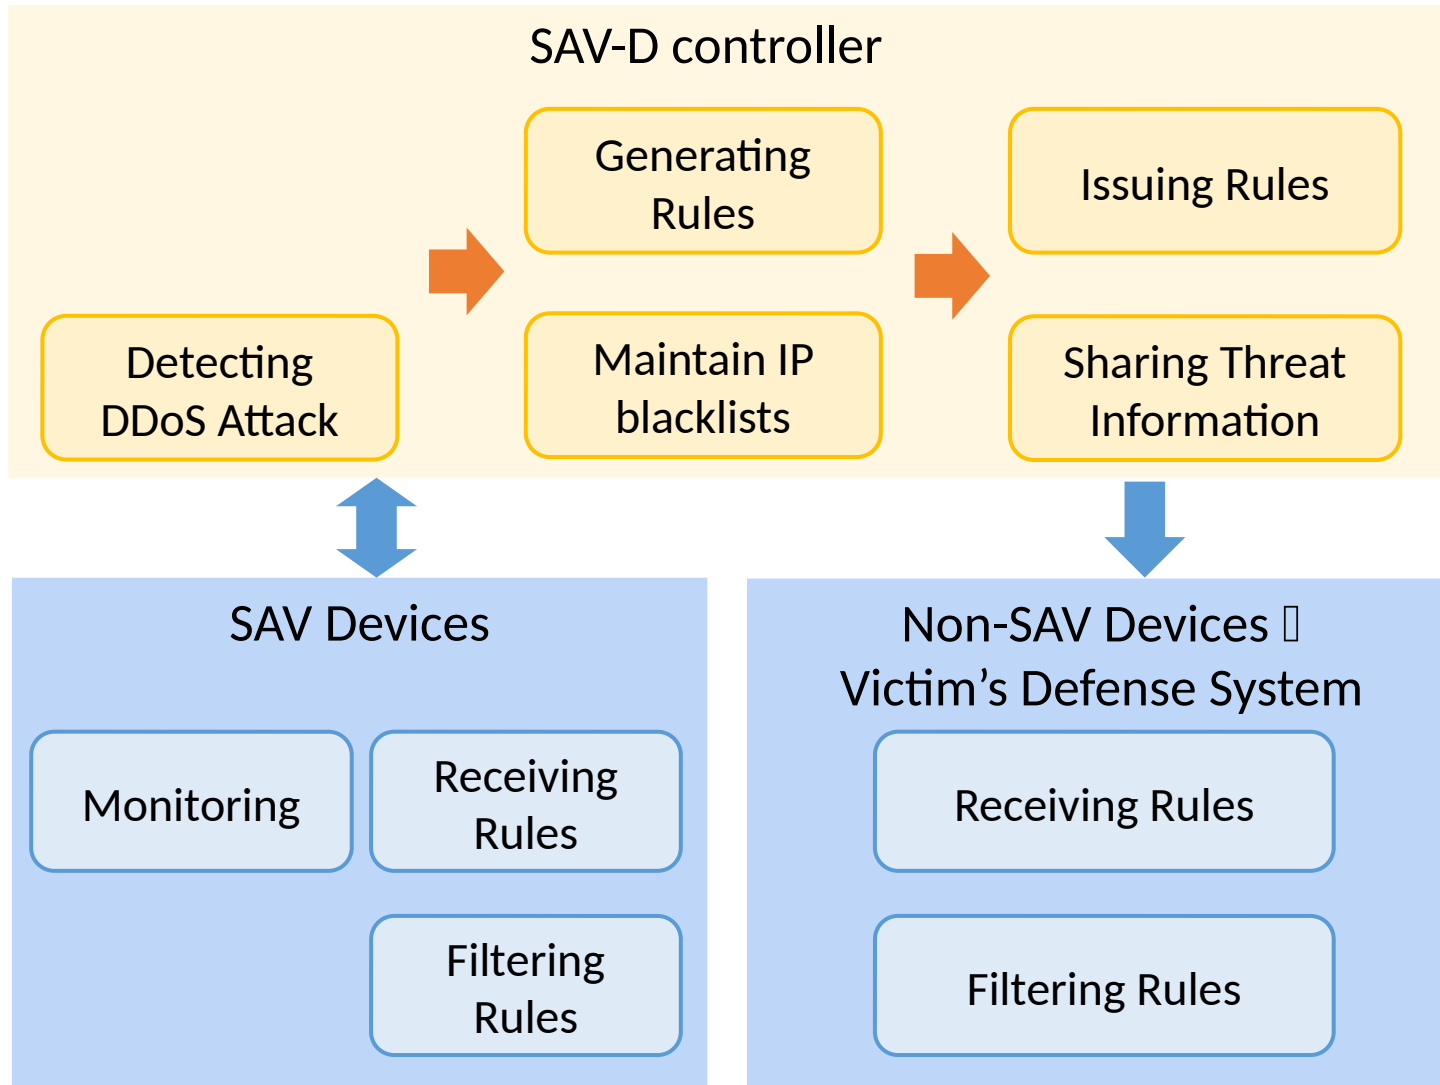 SAV-D controller
Generating
Rules
Issuing Rules
Detecting
DDoS Attack
Maintain IP
blacklists
Sharing Threat
Information
SAV Devices
Monitoring
Receiving
Rules
Filtering
Rules
Non-SAV Devices
Victim’s Defense System
Receiving Rules
Filtering Rules